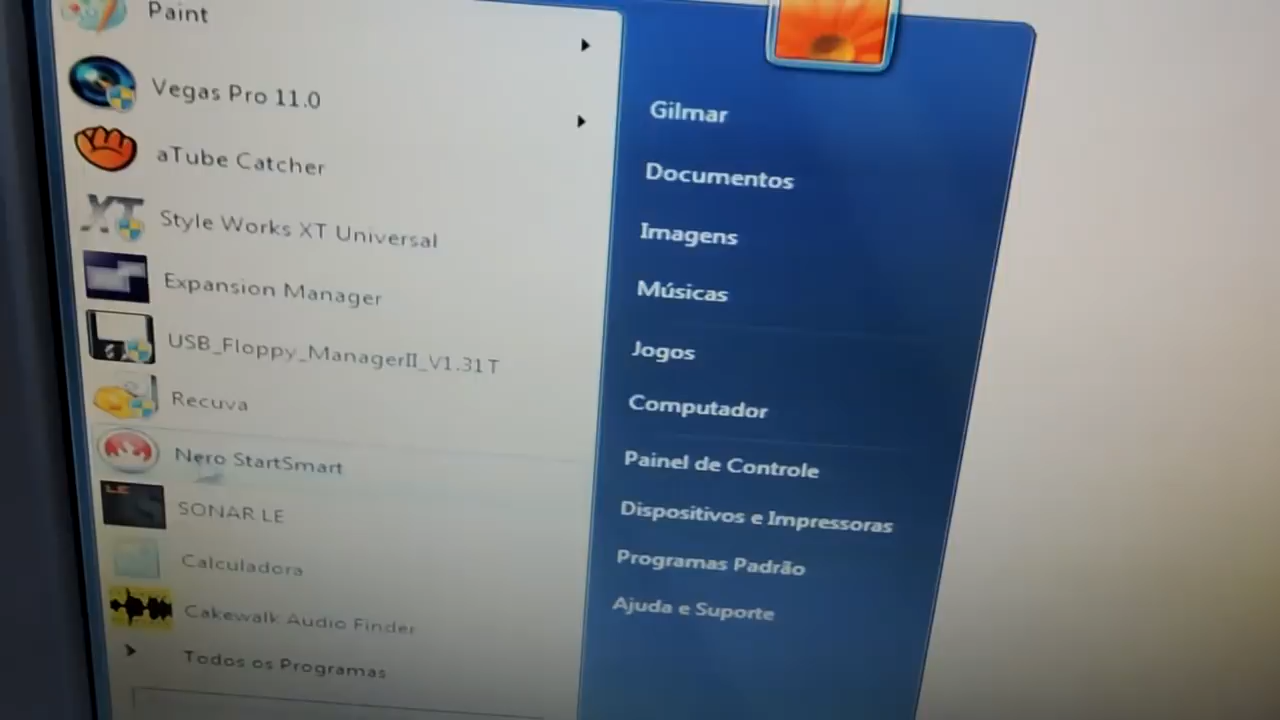 Paint
Vegas Pro 11.0
aTube Catcher
Style Works XT Universal
Expansion Manager
USB_Floppy_ManagerII_V1.31T
Recuva
Nero StartSmart
SONAR LE
Calculadora
Cakewalk Audio Finder
Todos os Programas
Gilmar
Documentos
Imagens
Músicas
Jogos
Computador
Painel de Controle
Dispositivos e Impressoras
Programas Padrão
Ajuda e Suporte
XT
LE